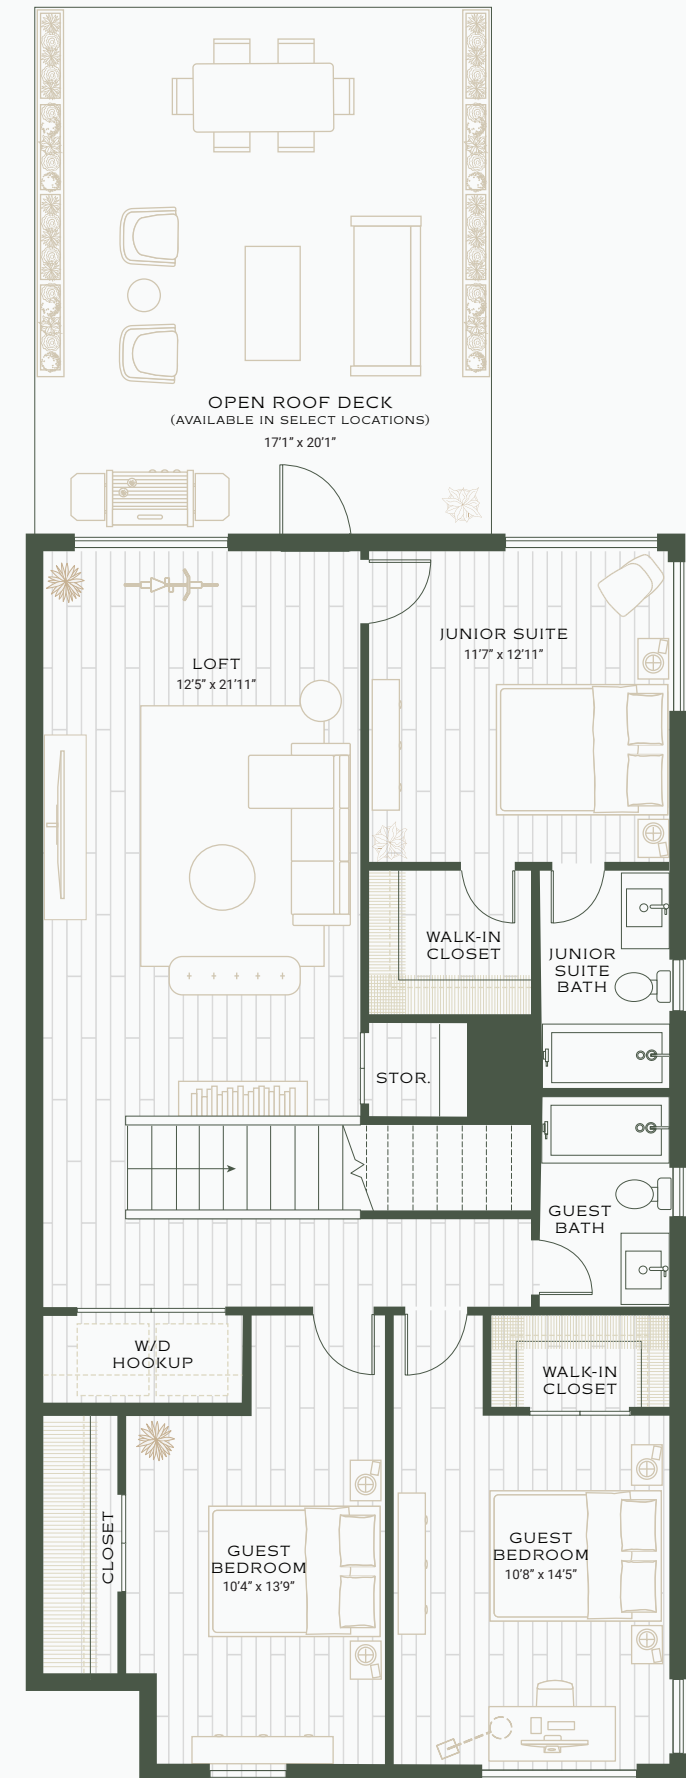 OPEN ROOF DECK
(AVAILABLE IN SELECT LOCATIONS)
17'1" x 20'1"
JUNIOR SUITE
11'7" x 12'11"
LOFT
12'5" x 21'11"
WALK-IN
CLOSET
JUNIOR
SUITE
BATH
STOR.
GUEST
BATH
W/D
HOOKUP
WALK-IN
CLOSET
CLOSET
GUEST
BEDROOM
10'4" x 13'9"
GUEST
BEDROOM
10'8" x 14'5"